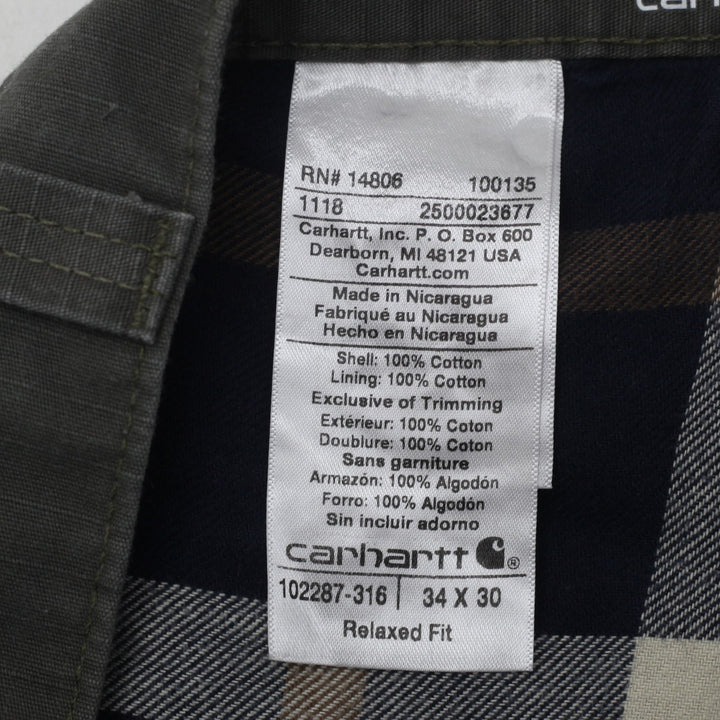 RN# 14806 100135
1118 2500023677
Carhartt, Inc. P. O. Box 600
Dearborn, MI 48121 USA
Carhartt.com
Made in Nicaragua
Fabriqué au Nicaragua
Hecho en Nicaragua
Shell: 100% Cotton
Lining: 100% Cotton
Exclusive of Trimming
Extérieur: 100% Coton
Doublure: 100% Coton
Sans garniture
Armazón: 100% Algodón
Forro: 100% Algodón
Sin incluir adorno
carhartt ®
102287-316 | 34 X 30
Relaxed Fit